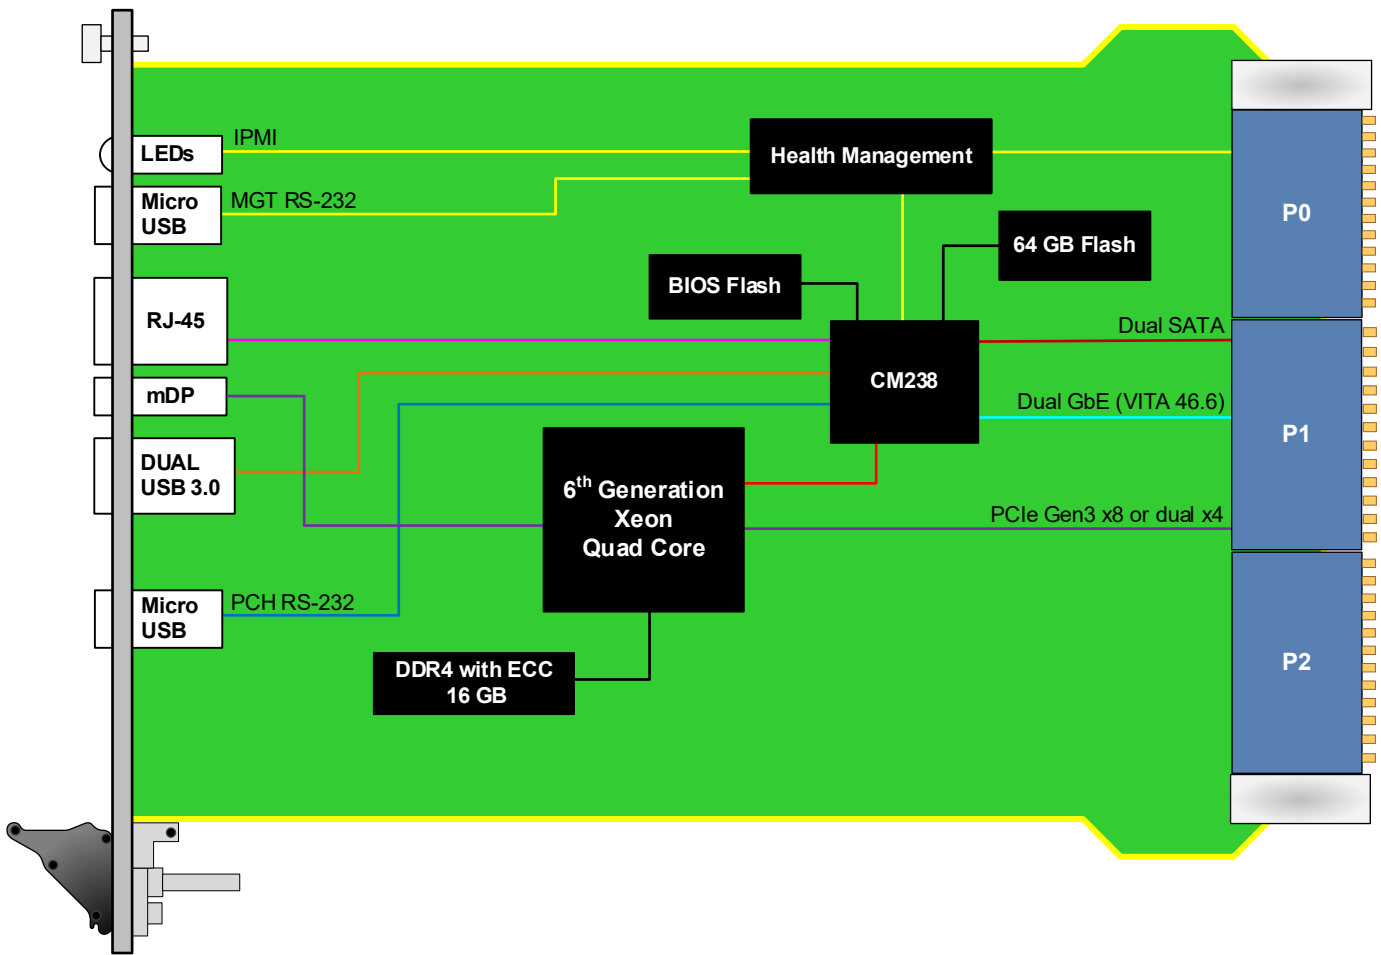 IPMI
LEDs
Health Management
Micro
USB
MGT RS-232
P0
64 GB Flash
BIOS Flash
RJ-45
Dual SATA
CM238
mDP
Dual GbE (VITA 46.6)
P1
DUAL
USB 3.0
6th Generation
Xeon
Quad Core
PCIe Gen3 x8 or dual x4
Micro
USB
PCH RS-232
P2
DDR4 with ECC
16 GB